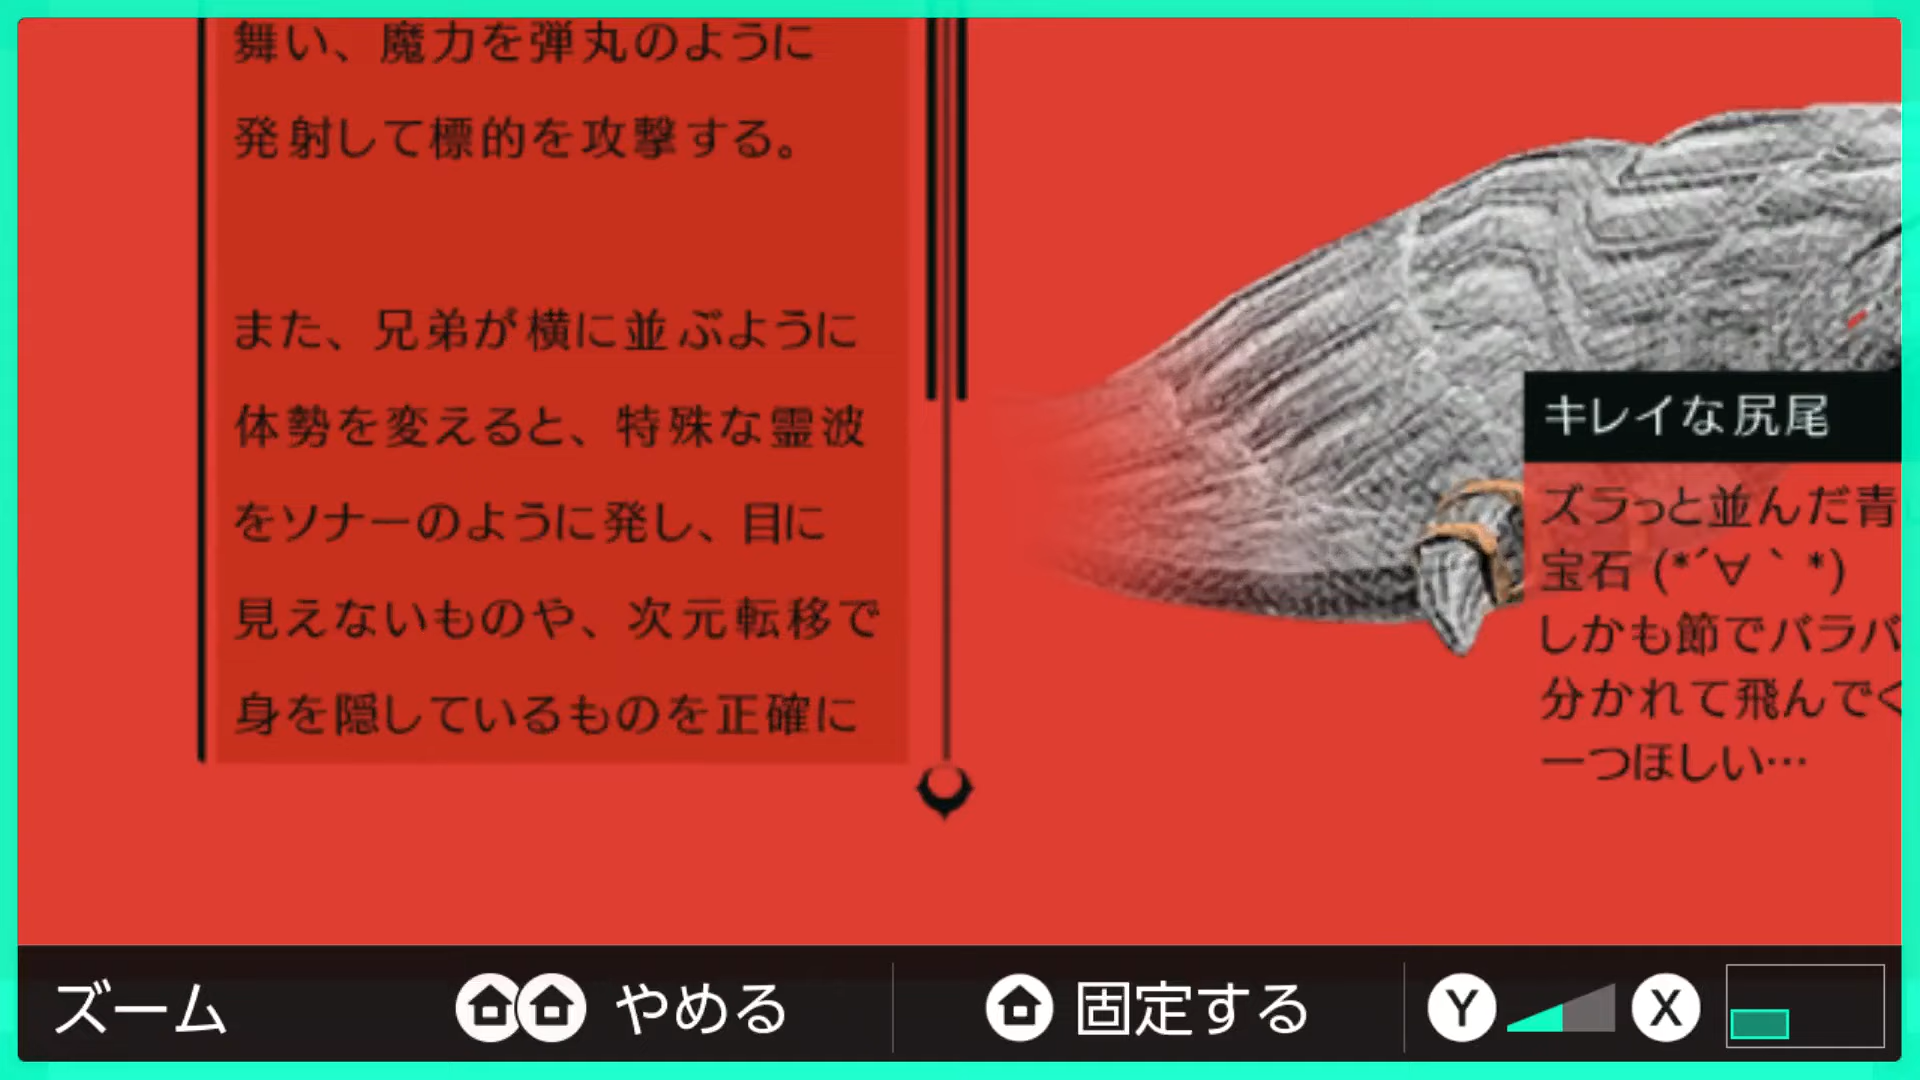 舞い、魔力を弾丸のように
発射して標的を攻撃する。
また、兄弟が横に並ぶように
体勢を変えると、特殊な霊波
をソナーのように発し、目に
見えないものや、次元転移で
身を隠しているものを正確に
キレイな尻尾
ズラっと並んだ青
宝石 (*´∀｀*)
しかも節でバラバ
分かれて飛んでく
一つほしい…
ズーム
やめる
固定する
Y
X